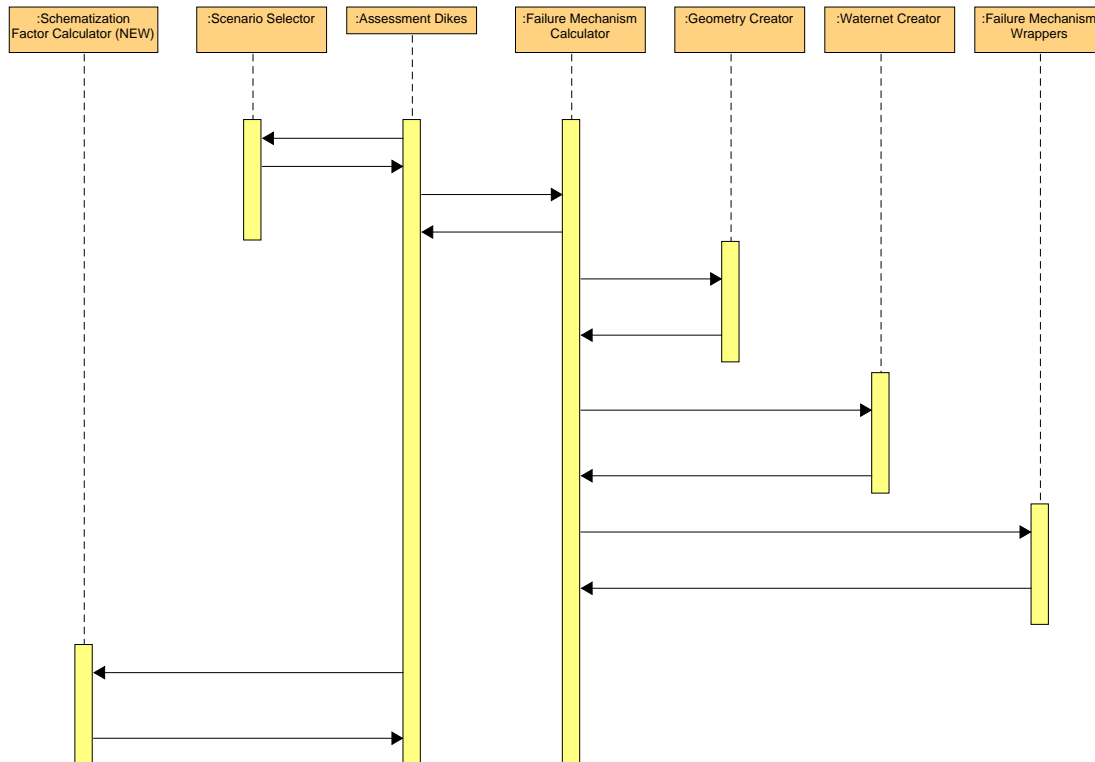 :Schematization
Factor Calculator (NEW)
:Scenario Selector
:Assessment Dikes
:Failure Mechanism
Calculator
:Geometry Creator
:Waternet Creator
:Failure Mechanism
Wrappers